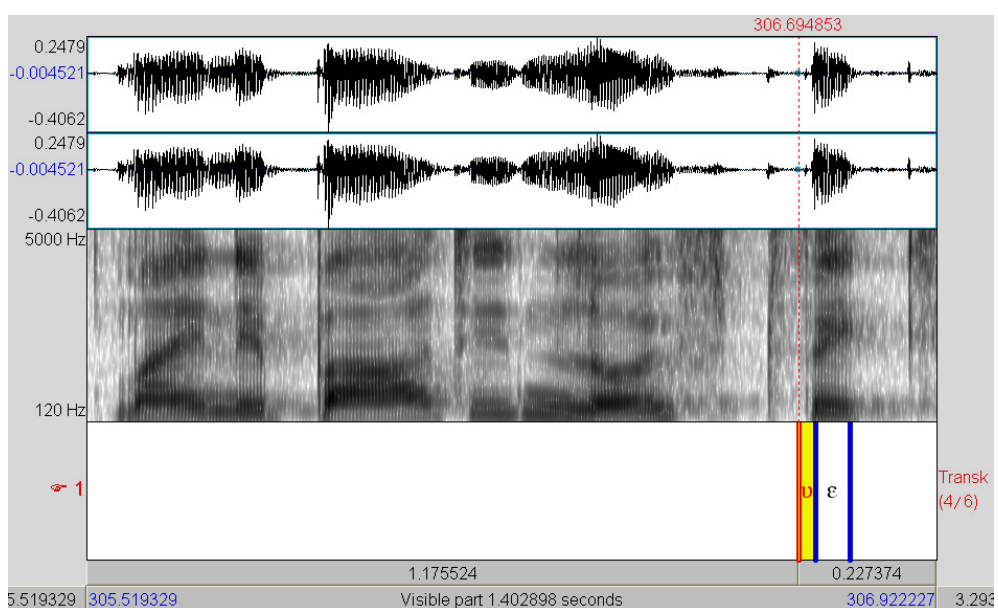 306.694853
0.2479
-0.004521
-0.4062
0.2479
-0.004521
-0.4062
5000 Hz
120 Hz
☞ 1
ʋ ε
Transk
(4/6)
1.175524 0.227374
5.519329 305.519329 Visible part 1.402898 seconds 306.922227 3.293